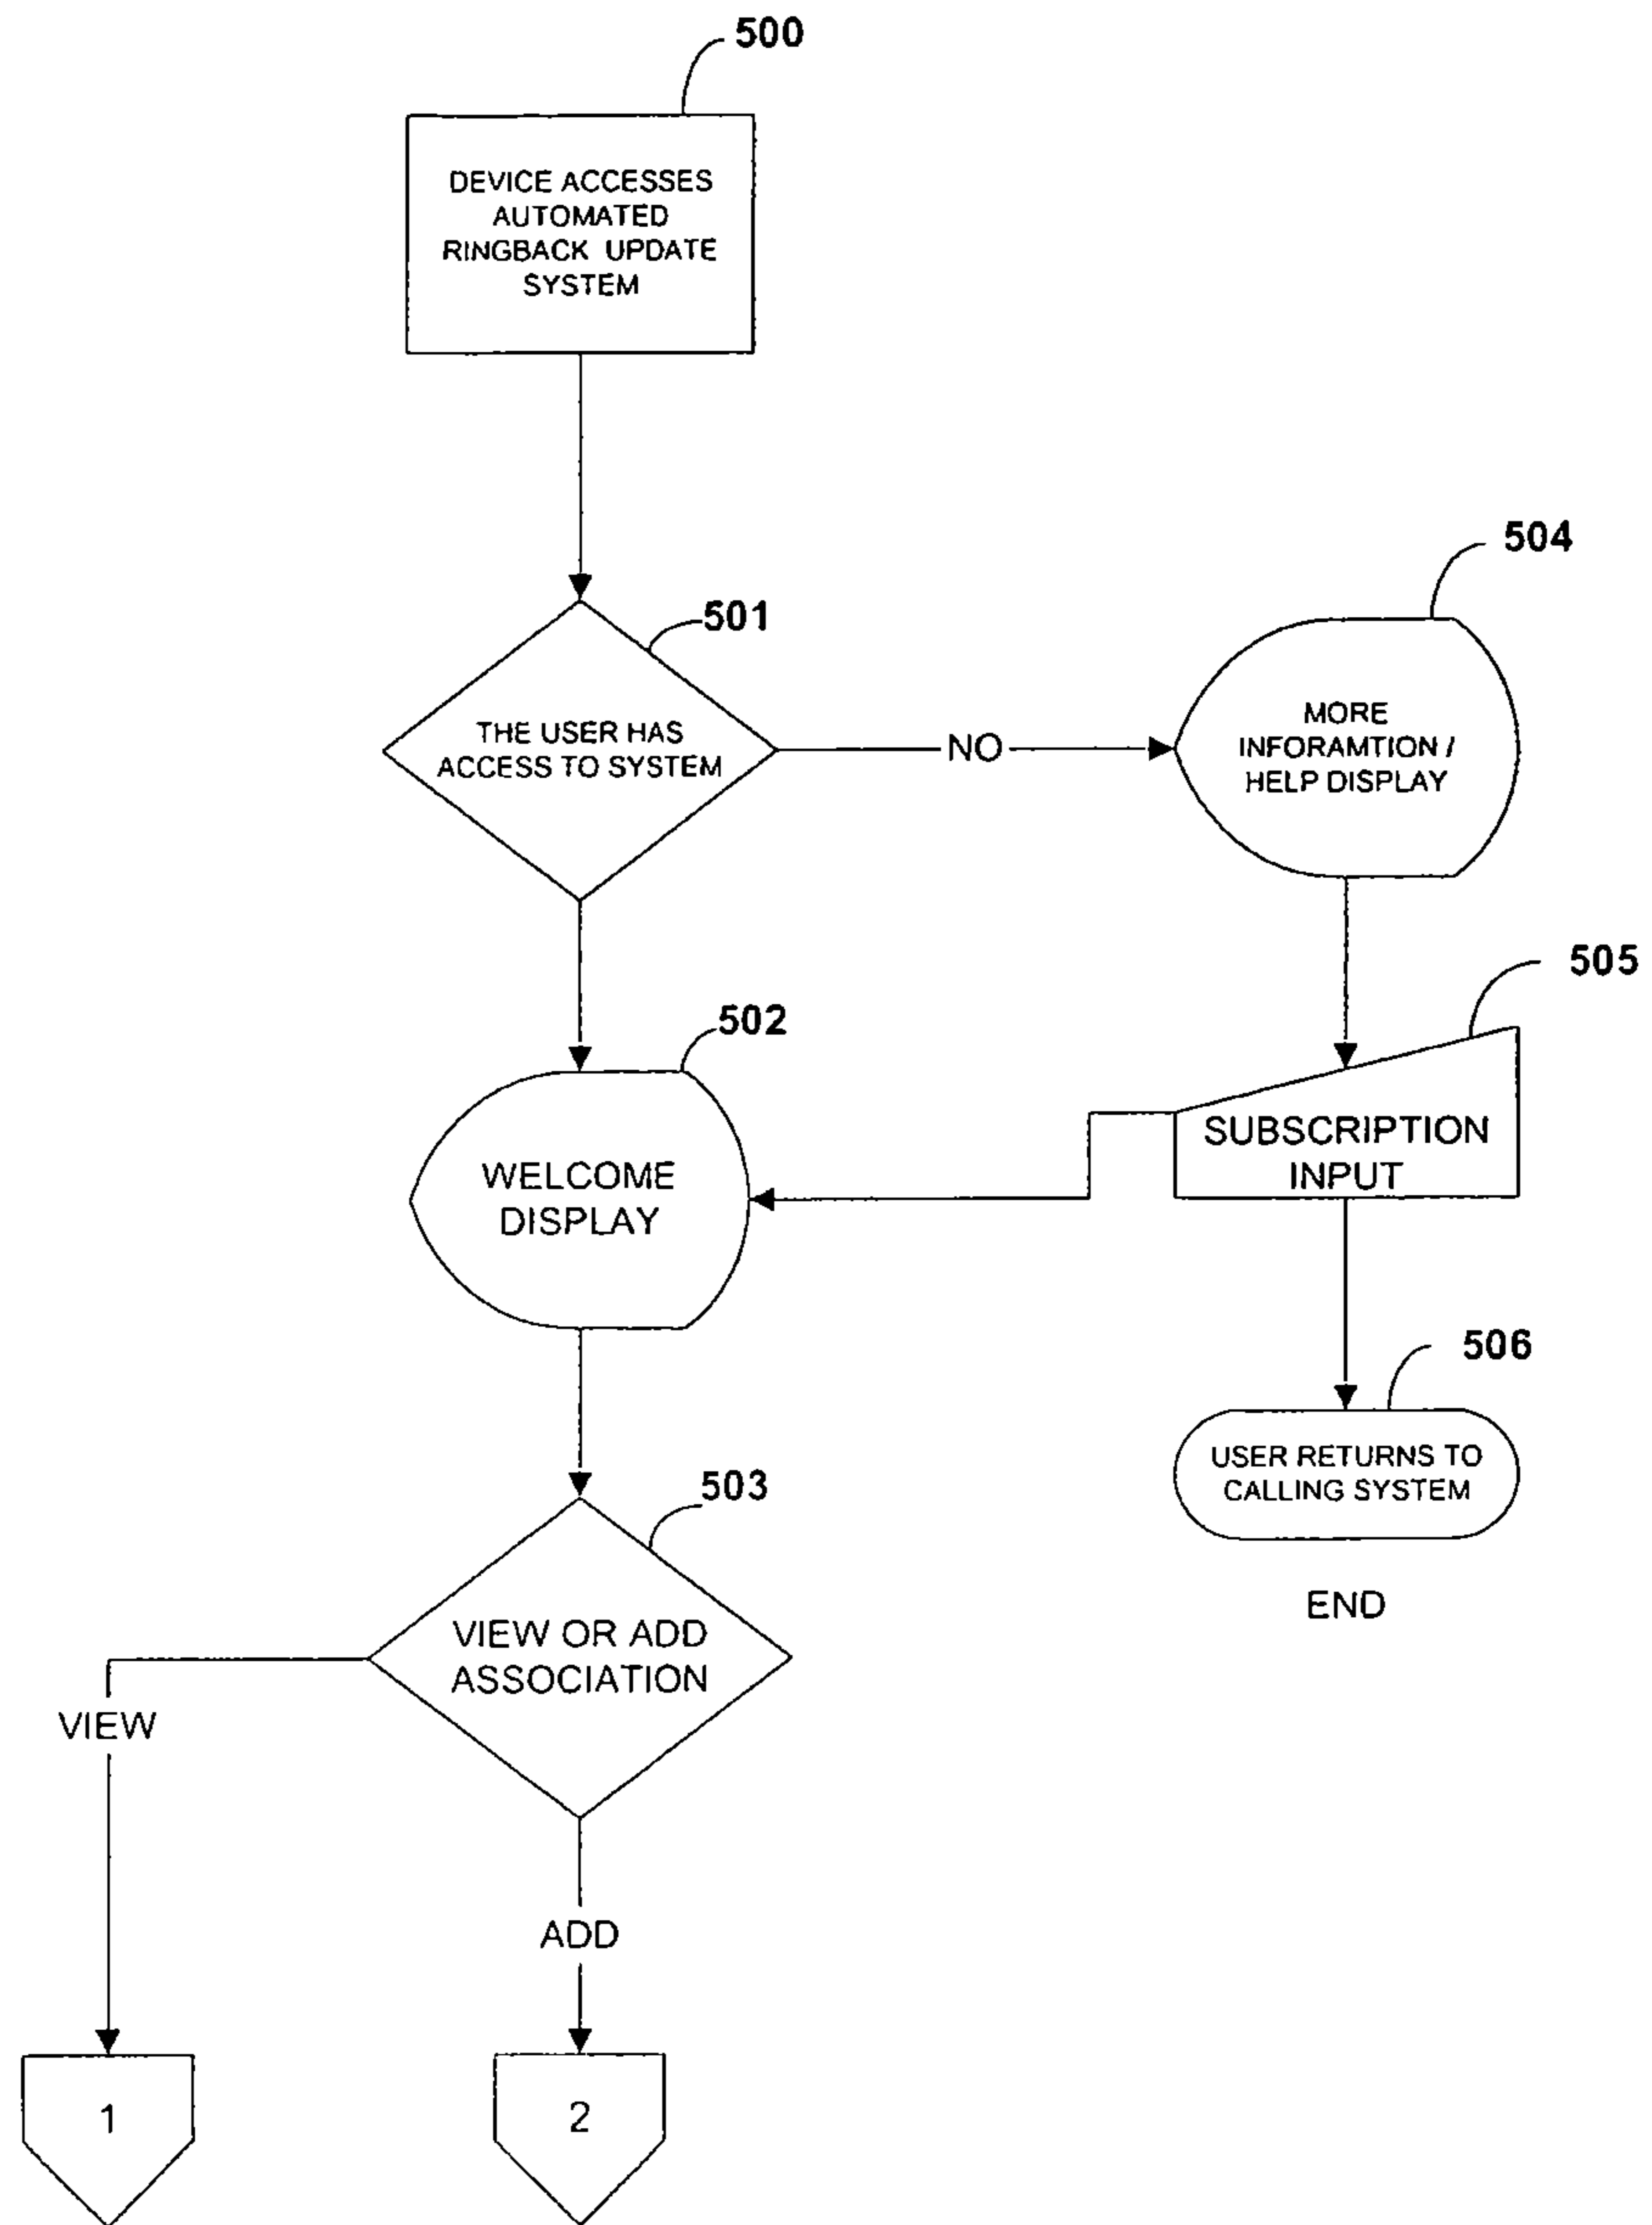 500
DEVICE ACCESSES
AUTOMATED
RINGBACK UPDATE
SYSTEM
501
THE USER HAS
ACCESS TO SYSTEM
NO
504
MORE
INFORAMTION /
HELP DISPLAY
505
SUBSCRIPTION
INPUT
502
WELCOME
DISPLAY
506
USER RETURNS TO
CALLING SYSTEM
END
503
VIEW OR ADD
ASSOCIATION
VIEW
ADD
1
2